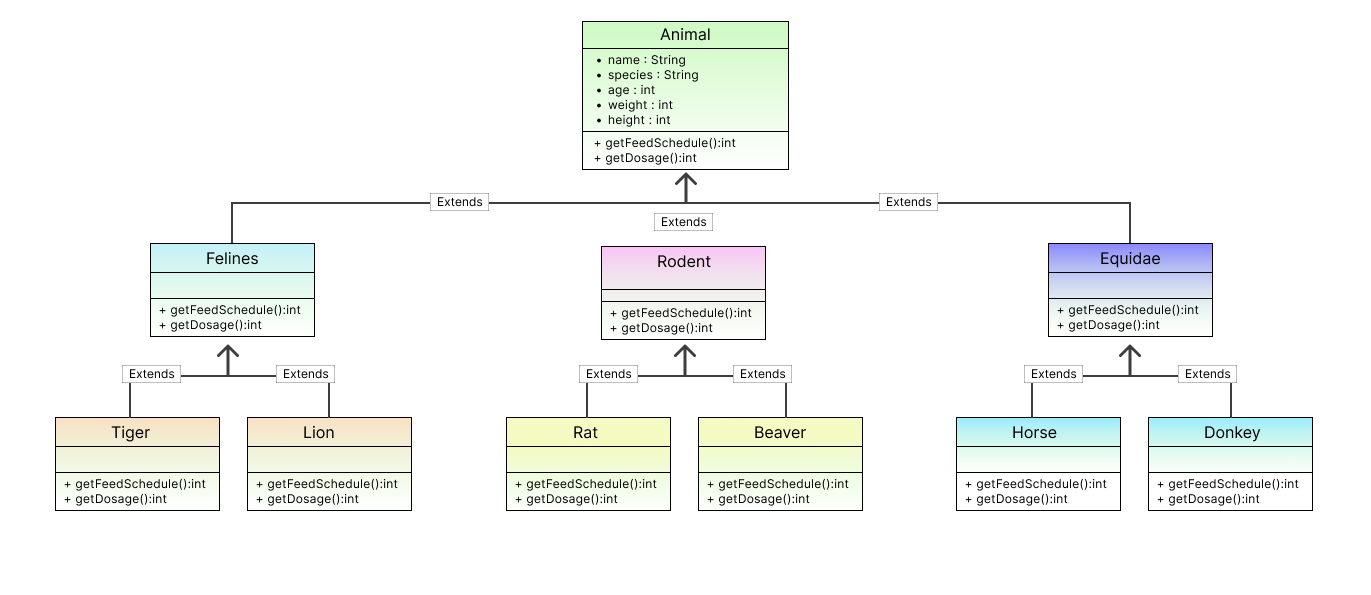 Animal
• name : String
• species : String
• age : int
• weight : int
• height : int
+ getFeedSchedule():int
+ getDosage():int
Extends
Extends
Extends
Felines
+ getFeedSchedule():int
+ getDosage():int
Rodent
+ getFeedSchedule():int
+ getDosage():int
Equidae
+ getFeedSchedule():int
+ getDosage():int
Extends
Extends
Extends
Extends
Extends
Extends
Tiger
+ getFeedSchedule():int
+ getDosage():int
Lion
+ getFeedSchedule():int
+ getDosage():int
Rat
+ getFeedSchedule():int
+ getDosage():int
Beaver
+ getFeedSchedule():int
+ getDosage():int
Horse
+ getFeedSchedule():int
+ getDosage():int
Donkey
+ getFeedSchedule():int
+ getDosage():int